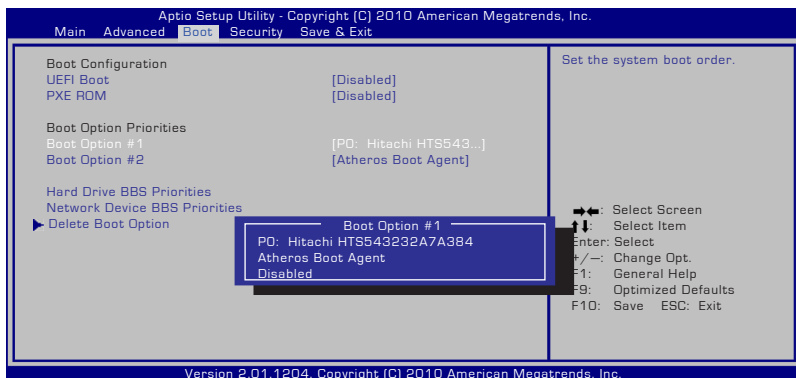 Aptio Setup Utility - Copyright (C) 2010 American Megatrends, Inc.
Main Advanced Boot Security Save & Exit
Boot Configuration
UEFI Boot [Disabled]
PXE ROM [Disabled]
Boot Option Priorities
Boot Option #1 [P0: Hitachi HTS543...]
Boot Option #2 [Atheros Boot Agent]
Hard Drive BBS Priorities
Network Device BBS Priorities
Delete Boot Option
Boot Option #1
P0: Hitachi HTS543232A7A384
Atheros Boot Agent
Disabled
Set the system boot order.
→←: Select Screen
↑↓: Select Item
Enter: Select
+/—: Change Opt.
F1: General Help
F9: Optimized Defaults
F10: Save ESC: Exit
Version 2.01.1204. Copyright (C) 2010 American Megatrends, Inc.